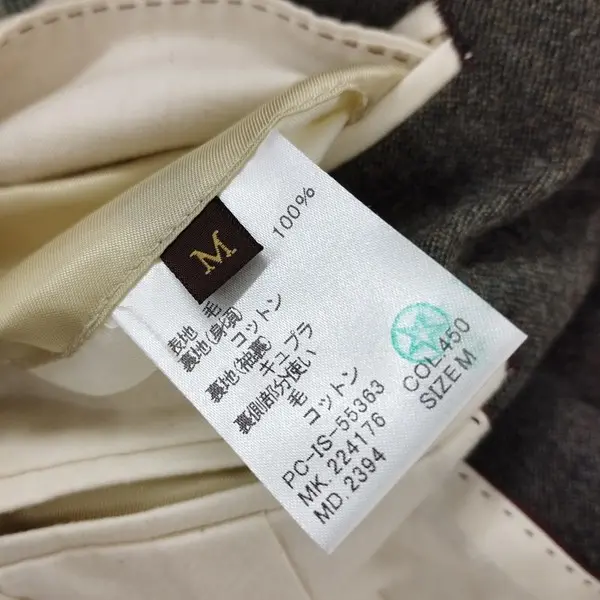 M
100%
表地 毛
裏地(身頃)
コットン
裏地(袖裏)
キュプラ
裏側部分使い
毛
コットン
PC-IS-55363
MK. 224176
MD. 2394
COL.450
SIZE M